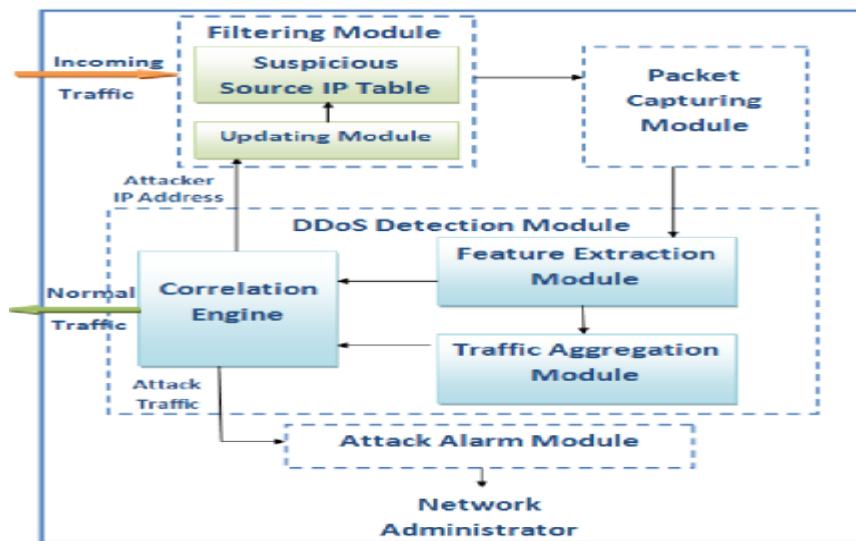 Filtering Module
Incoming
Traffic
Suspicious
Source IP Table
Updating Module
Packet
Capturing
Module
Attacker
IP Address
DDoS Detection Module
Feature Extraction
Module
Correlation
Engine
Normal
Traffic
Traffic Aggregation
Module
Attack
Traffic
Attack Alarm Module
Network
Administrator